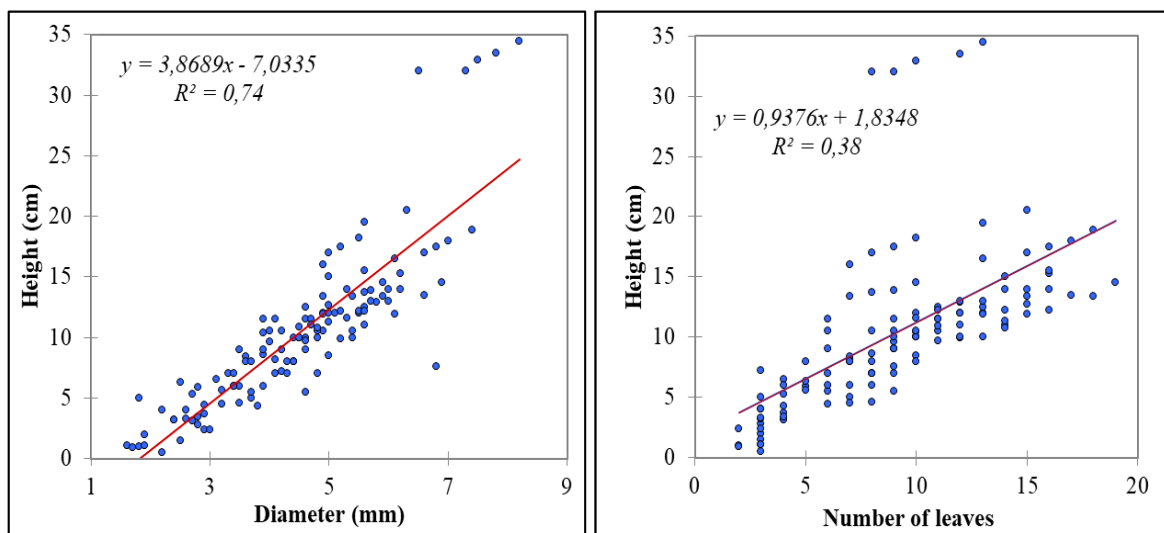 35
30
25
20
15
10
5
0
Height (cm)
y = 3,8689x - 7,0335
R² = 0,74
1 3 5 7 9
Diameter (mm)
35
30
25
20
15
10
5
0
Height (cm)
y = 0,9376x + 1,8348
R² = 0,38
0 5 10 15 20
Number of leaves